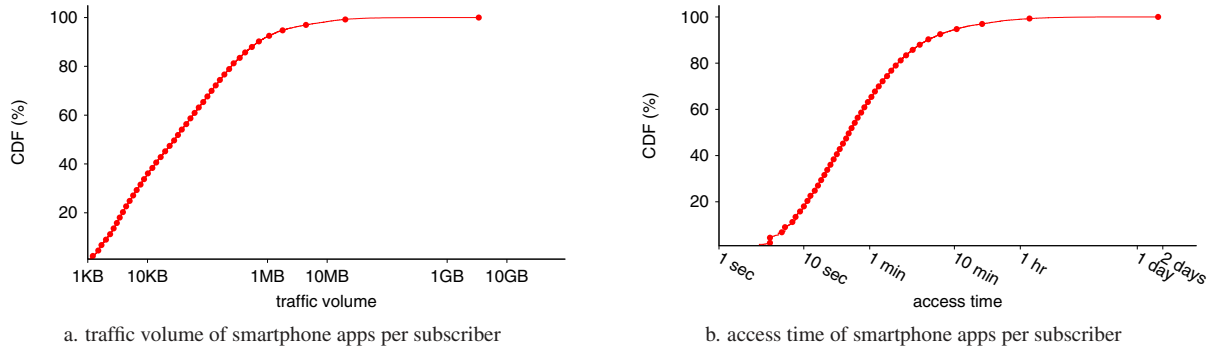 100
80
60
40
20
CDF (%)
1KB 10KB 1MB 10MB 1GB 10GB
traffic volume
a. traffic volume of smartphone apps per subscriber
100
80
60
40
20
CDF (%)
1 sec 10 sec 1 min 10 min 1 hr 1 day 2 days
access time
b. access time of smartphone apps per subscriber